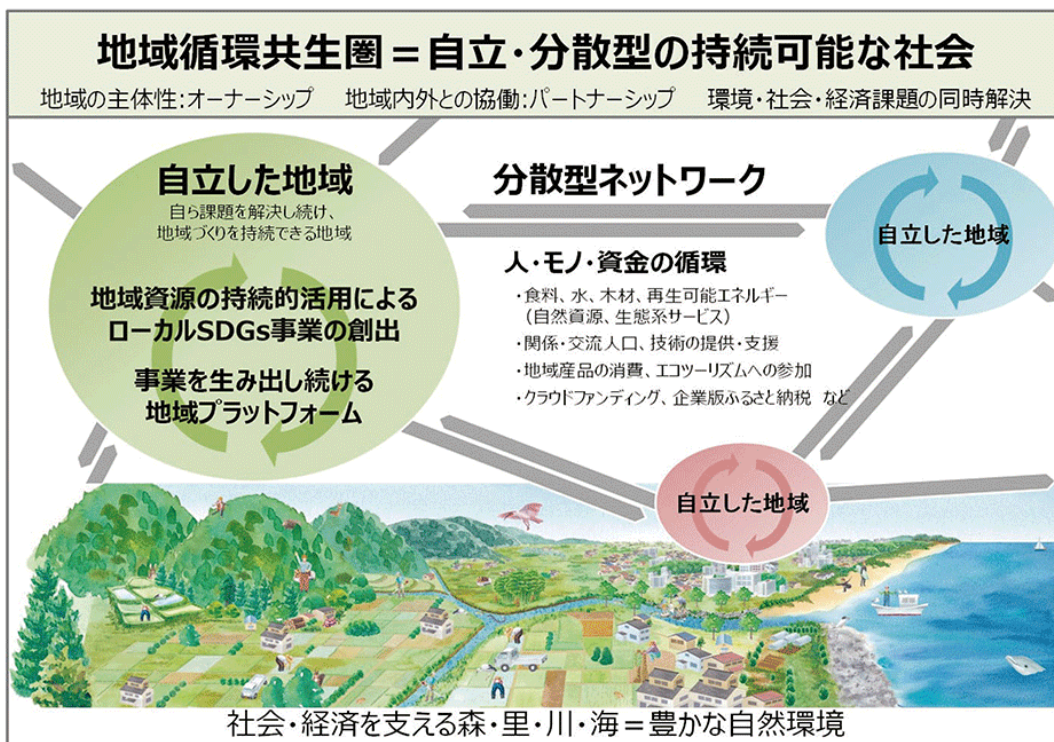 地域循環共生圏＝自立・分散型の持続可能な社会
地域の主体性:オーナーシップ　地域内外との協働:パートナーシップ　環境・社会・経済課題の同時解決
自立した地域
自ら課題を解決し続け、
地域づくりを持続できる地域
地域資源の持続的活用による
ローカルSDGs事業の創出
事業を生み出し続ける
地域プラットフォーム
分散型ネットワーク
人・モノ・資金の循環
・食料、水、木材、再生可能エネルギー
（自然資源、生態系サービス）
・関係・交流人口、技術の提供・支援
・地域産品の消費、エコツーリズムへの参加
・クラウドファンディング、企業版ふるさと納税 など
自立した地域
自立した地域
社会・経済を支える森・里・川・海＝豊かな自然環境